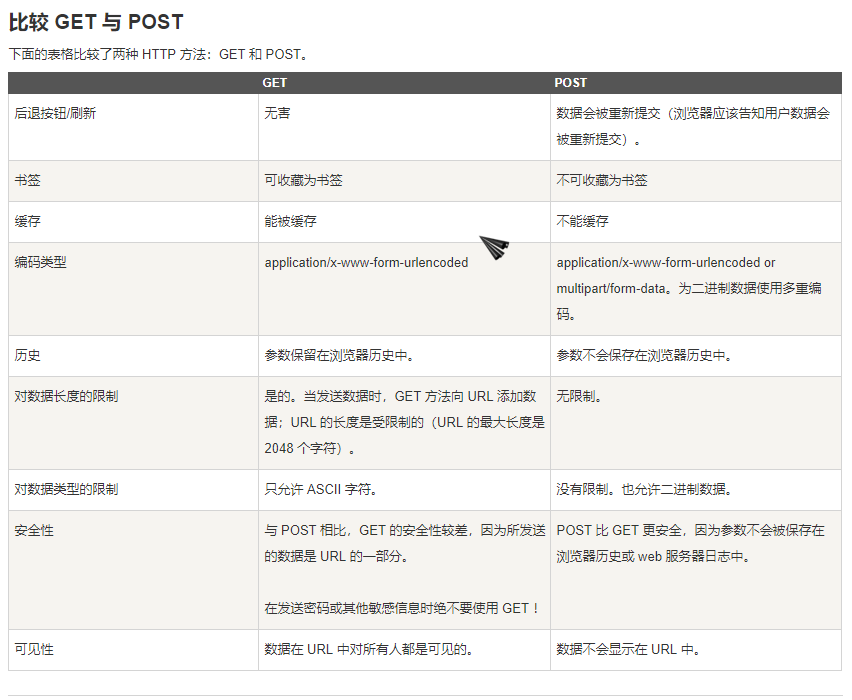 比较 GET 与 POST
下面的表格比较了两种 HTTP 方法：GET 和 POST。
GET POST
后退按钮/刷新 无害 数据会被重新提交（浏览器应该告知用户数据会
被重新提交）。
书签 可收藏为书签 不可收藏为书签
缓存 能被缓存 不能缓存
编码类型 application/x-www-form-urlencoded application/x-www-form-urlencoded or
multipart/form-data。为二进制数据使用多重编
码。
历史 参数保留在浏览器历史中。 参数不会保存在浏览器历史中。
对数据长度的限制 是的。当发送数据时，GET 方法向 URL 添加数 无限制。
据；URL 的长度是受限制的（URL 的最大长度是
2048 个字符）。
对数据类型的限制 只允许 ASCII 字符。 没有限制。也允许二进制数据。
安全性 与 POST 相比，GET 的安全性较差，因为所发送 POST 比 GET 更安全，因为参数不会被保存在
的数据是 URL 的一部分。 浏览器历史或 web 服务器日志中。
在发送密码或其他敏感信息时绝不要使用 GET ！
可见性 数据在 URL 中对所有人都是可见的。 数据不会显示在 URL 中。